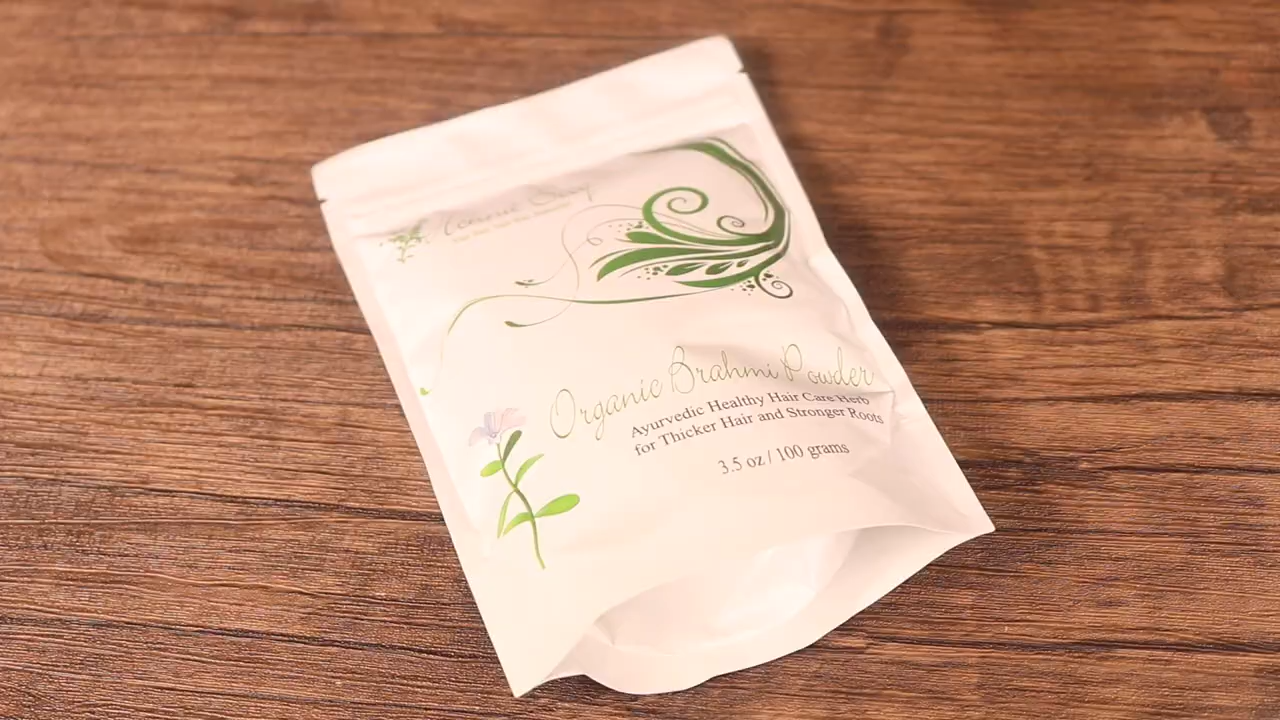 Organic Brahmi Powder
Ayurvedic Healthy Hair Care Herb
for Thicker Hair and Stronger Roots
3.5 oz / 100 grams